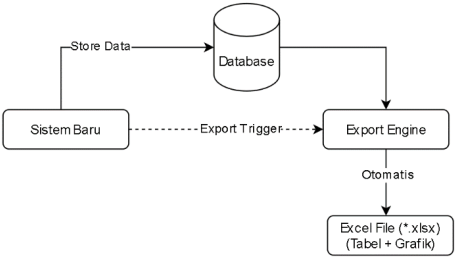 Store Data
Database
Sistem Baru
Export Trigger
Export Engine
Otomatis
Excel File (*.xlsx)
(Tabel + Grafik)